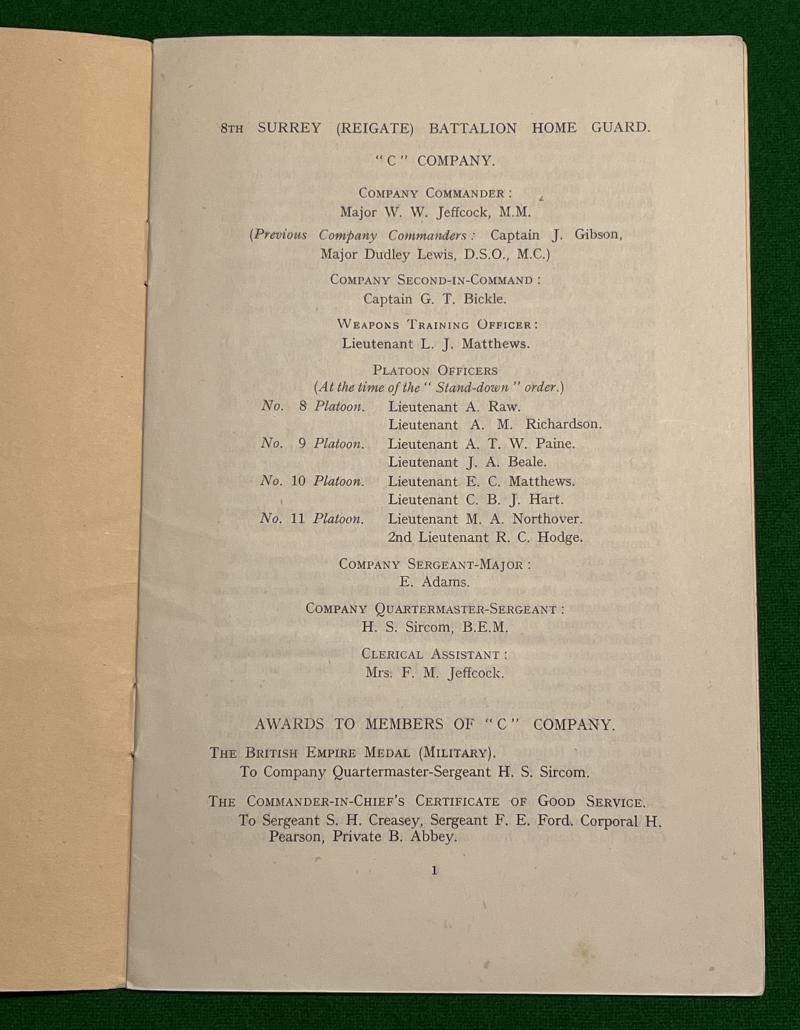 8TH SURREY (REIGATE) BATTALION HOME GUARD.
"C" COMPANY.
COMPANY COMMANDER:
Major W. W. Jeffcock, M.M.
(Previous Company Commanders: Captain J. Gibson,
Major Dudley Lewis, D.S.O., M.C.)
COMPANY SECOND-IN-COMMAND:
Captain G. T. Bickle.
WEAPONS TRAINING OFFICER:
Lieutenant L. J. Matthews.
PLATOON OFFICERS
(At the time of the "Stand-down" order.)
No. 8 Platoon. Lieutenant A. Raw.
Lieutenant A. M. Richardson.
No. 9 Platoon. Lieutenant A. T. W. Paine.
Lieutenant J. A. Beale.
No. 10 Platoon. Lieutenant E. C. Matthews.
Lieutenant C. B. J. Hart.
No. 11 Platoon. Lieutenant M. A. Northover.
2nd Lieutenant R. C. Hodge.
COMPANY SERGEANT-MAJOR:
E. Adams.
COMPANY QUARTERMASTER-SERGEANT:
H. S. Sircom, B.E.M.
CLERICAL ASSISTANT:
Mrs. F. M. Jeffcock.
AWARDS TO MEMBERS OF "C" COMPANY.
THE BRITISH EMPIRE MEDAL (MILITARY).
To Company Quartermaster-Sergeant H. S. Sircom.
THE COMMANDER-IN-CHIEF'S CERTIFICATE OF GOOD SERVICE.
To Sergeant S. H. Creasey, Sergeant F. E. Ford, Corporal H.
Pearson, Private B. Abbey.
1